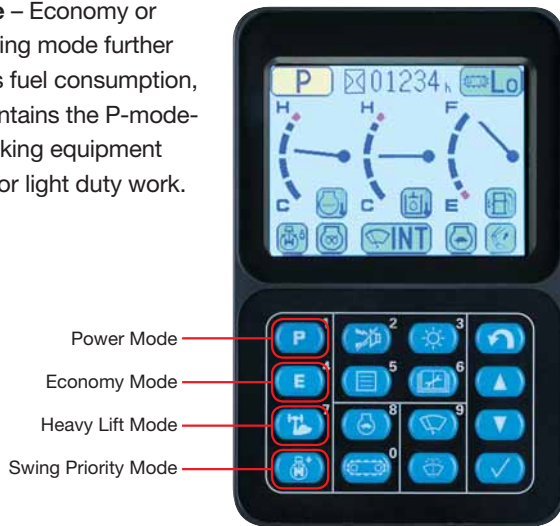 e – Economy or
ing mode further
s fuel consumption,
ntains the P-mode-
king equipment
or light duty work.
P 01234 h Lo
H H F
C C E
INT
P 1 2 3
E 4 5 6
7 8 9
0
Power Mode
Economy Mode
Heavy Lift Mode
Swing Priority Mode